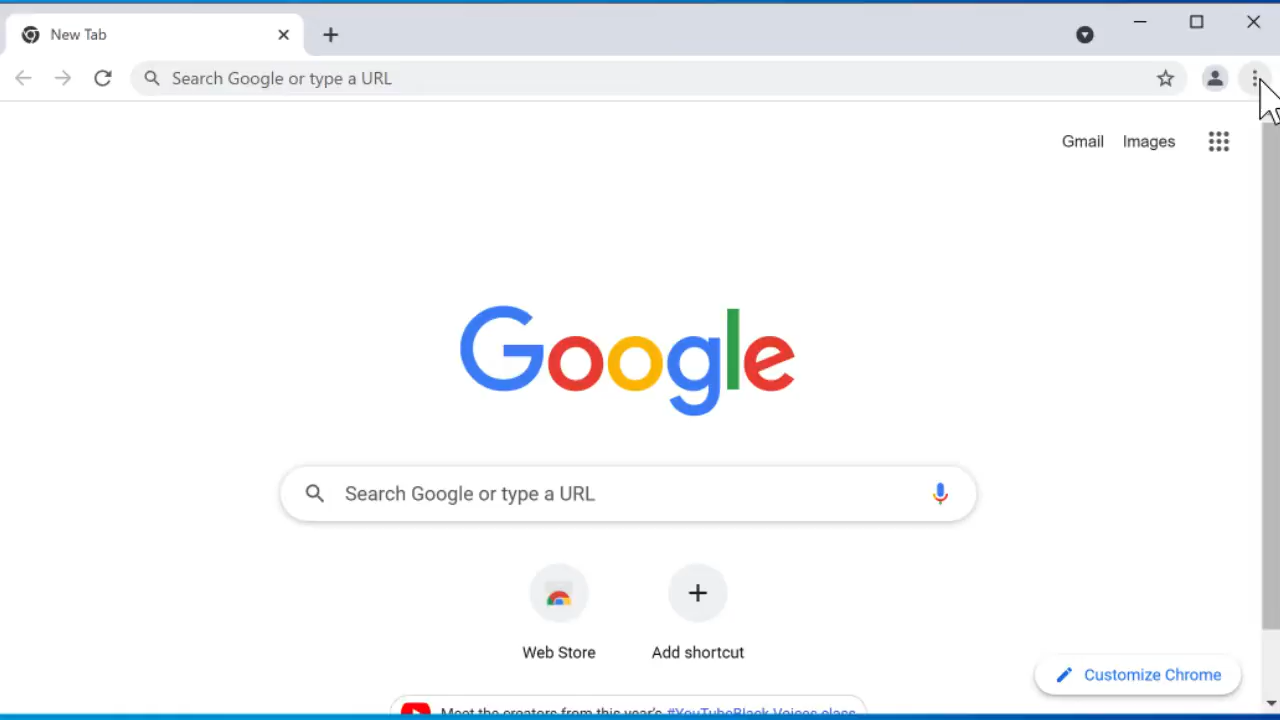 New Tab
Search Google or type a URL
Gmail Images
Google
Search Google or type a URL
Web Store Add shortcut
Customize Chrome
Meet the creators from this year's #YouTubeBlack Voices class